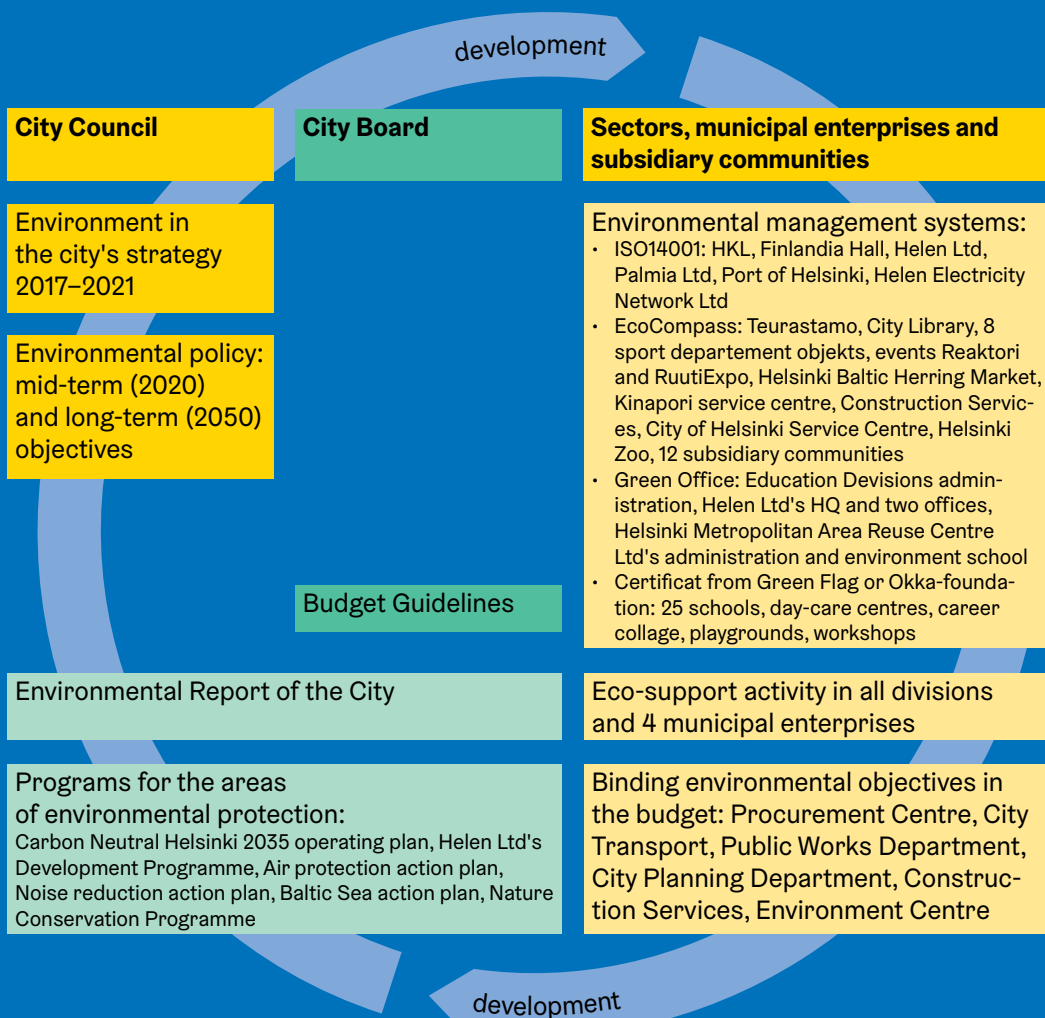 development
City Council
City Board
Sectors, municipal enterprises and
subsidiary communities
Environment in
the city's strategy
2017–2021
Environmental policy:
mid-term (2020)
and long-term (2050)
objectives
Budget Guidelines
Environmental management systems:
• ISO14001: HKL, Finlandia Hall, Helen Ltd,
Palmia Ltd, Port of Helsinki, Helen Electricity
Network Ltd
• EcoCompass: Teurastamo, City Library, 8
sport departement objekts, events Reaktori
and RuutiExpo, Helsinki Baltic Herring Market,
Kinapori service centre, Construction Servic-
es, City of Helsinki Service Centre, Helsinki
Zoo, 12 subsidiary communities
• Green Office: Education Devisions admin-
istration, Helen Ltd's HQ and two offices,
Helsinki Metropolitan Area Reuse Centre
Ltd's administration and environment school
• Certificat from Green Flag or Okka-founda-
tion: 25 schools, day-care centres, career
collage, playgrounds, workshops
Environmental Report of the City
Eco-support activity in all divisions
and 4 municipal enterprises
Programs for the areas
of environmental protection:
Carbon Neutral Helsinki 2035 operating plan, Helen Ltd's
Development Programme, Air protection action plan,
Noise reduction action plan, Baltic Sea action plan, Nature
Conservation Programme
Binding environmental objectives in
the budget: Procurement Centre, City
Transport, Public Works Department,
City Planning Department, Construc-
tion Services, Environment Centre
development